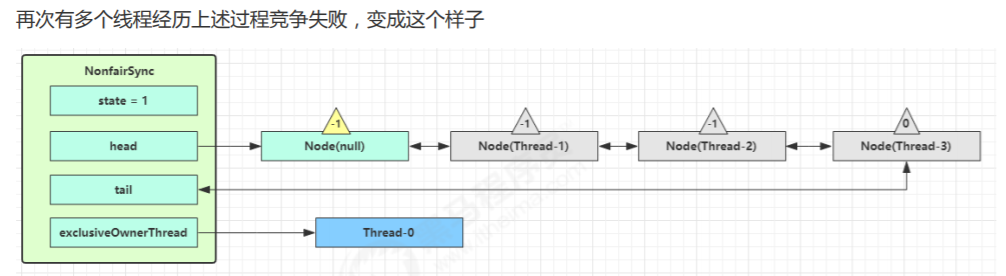 再次有多个线程经历上述过程竞争失败，变成这个样子
NonfairSync
state = 1
head
tail
exclusiveOwnerThread
-1
Node(null)
-1
Node(Thread-1)
-1
Node(Thread-2)
0
Node(Thread-3)
Thread-0